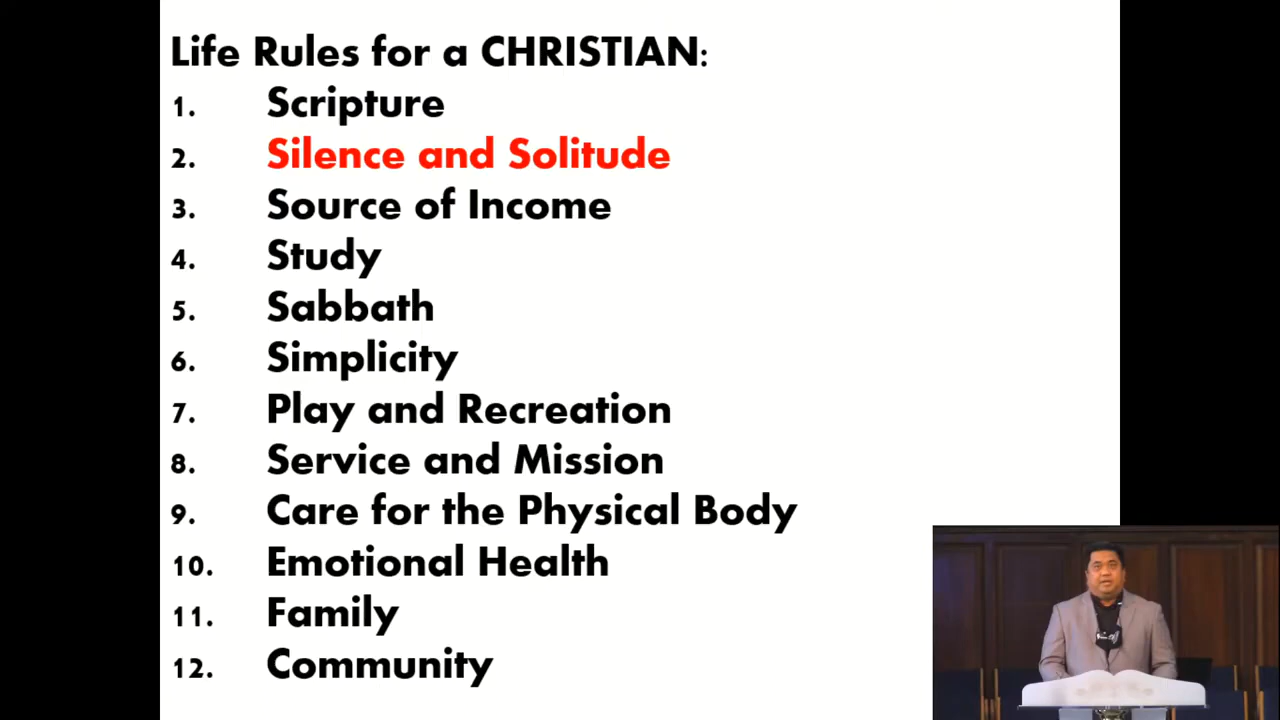 Life Rules for a CHRISTIAN:
1. Scripture
2. Silence and Solitude
3. Source of Income
4. Study
5. Sabbath
6. Simplicity
7. Play and Recreation
8. Service and Mission
9. Care for the Physical Body
10. Emotional Health
11. Family
12. Community